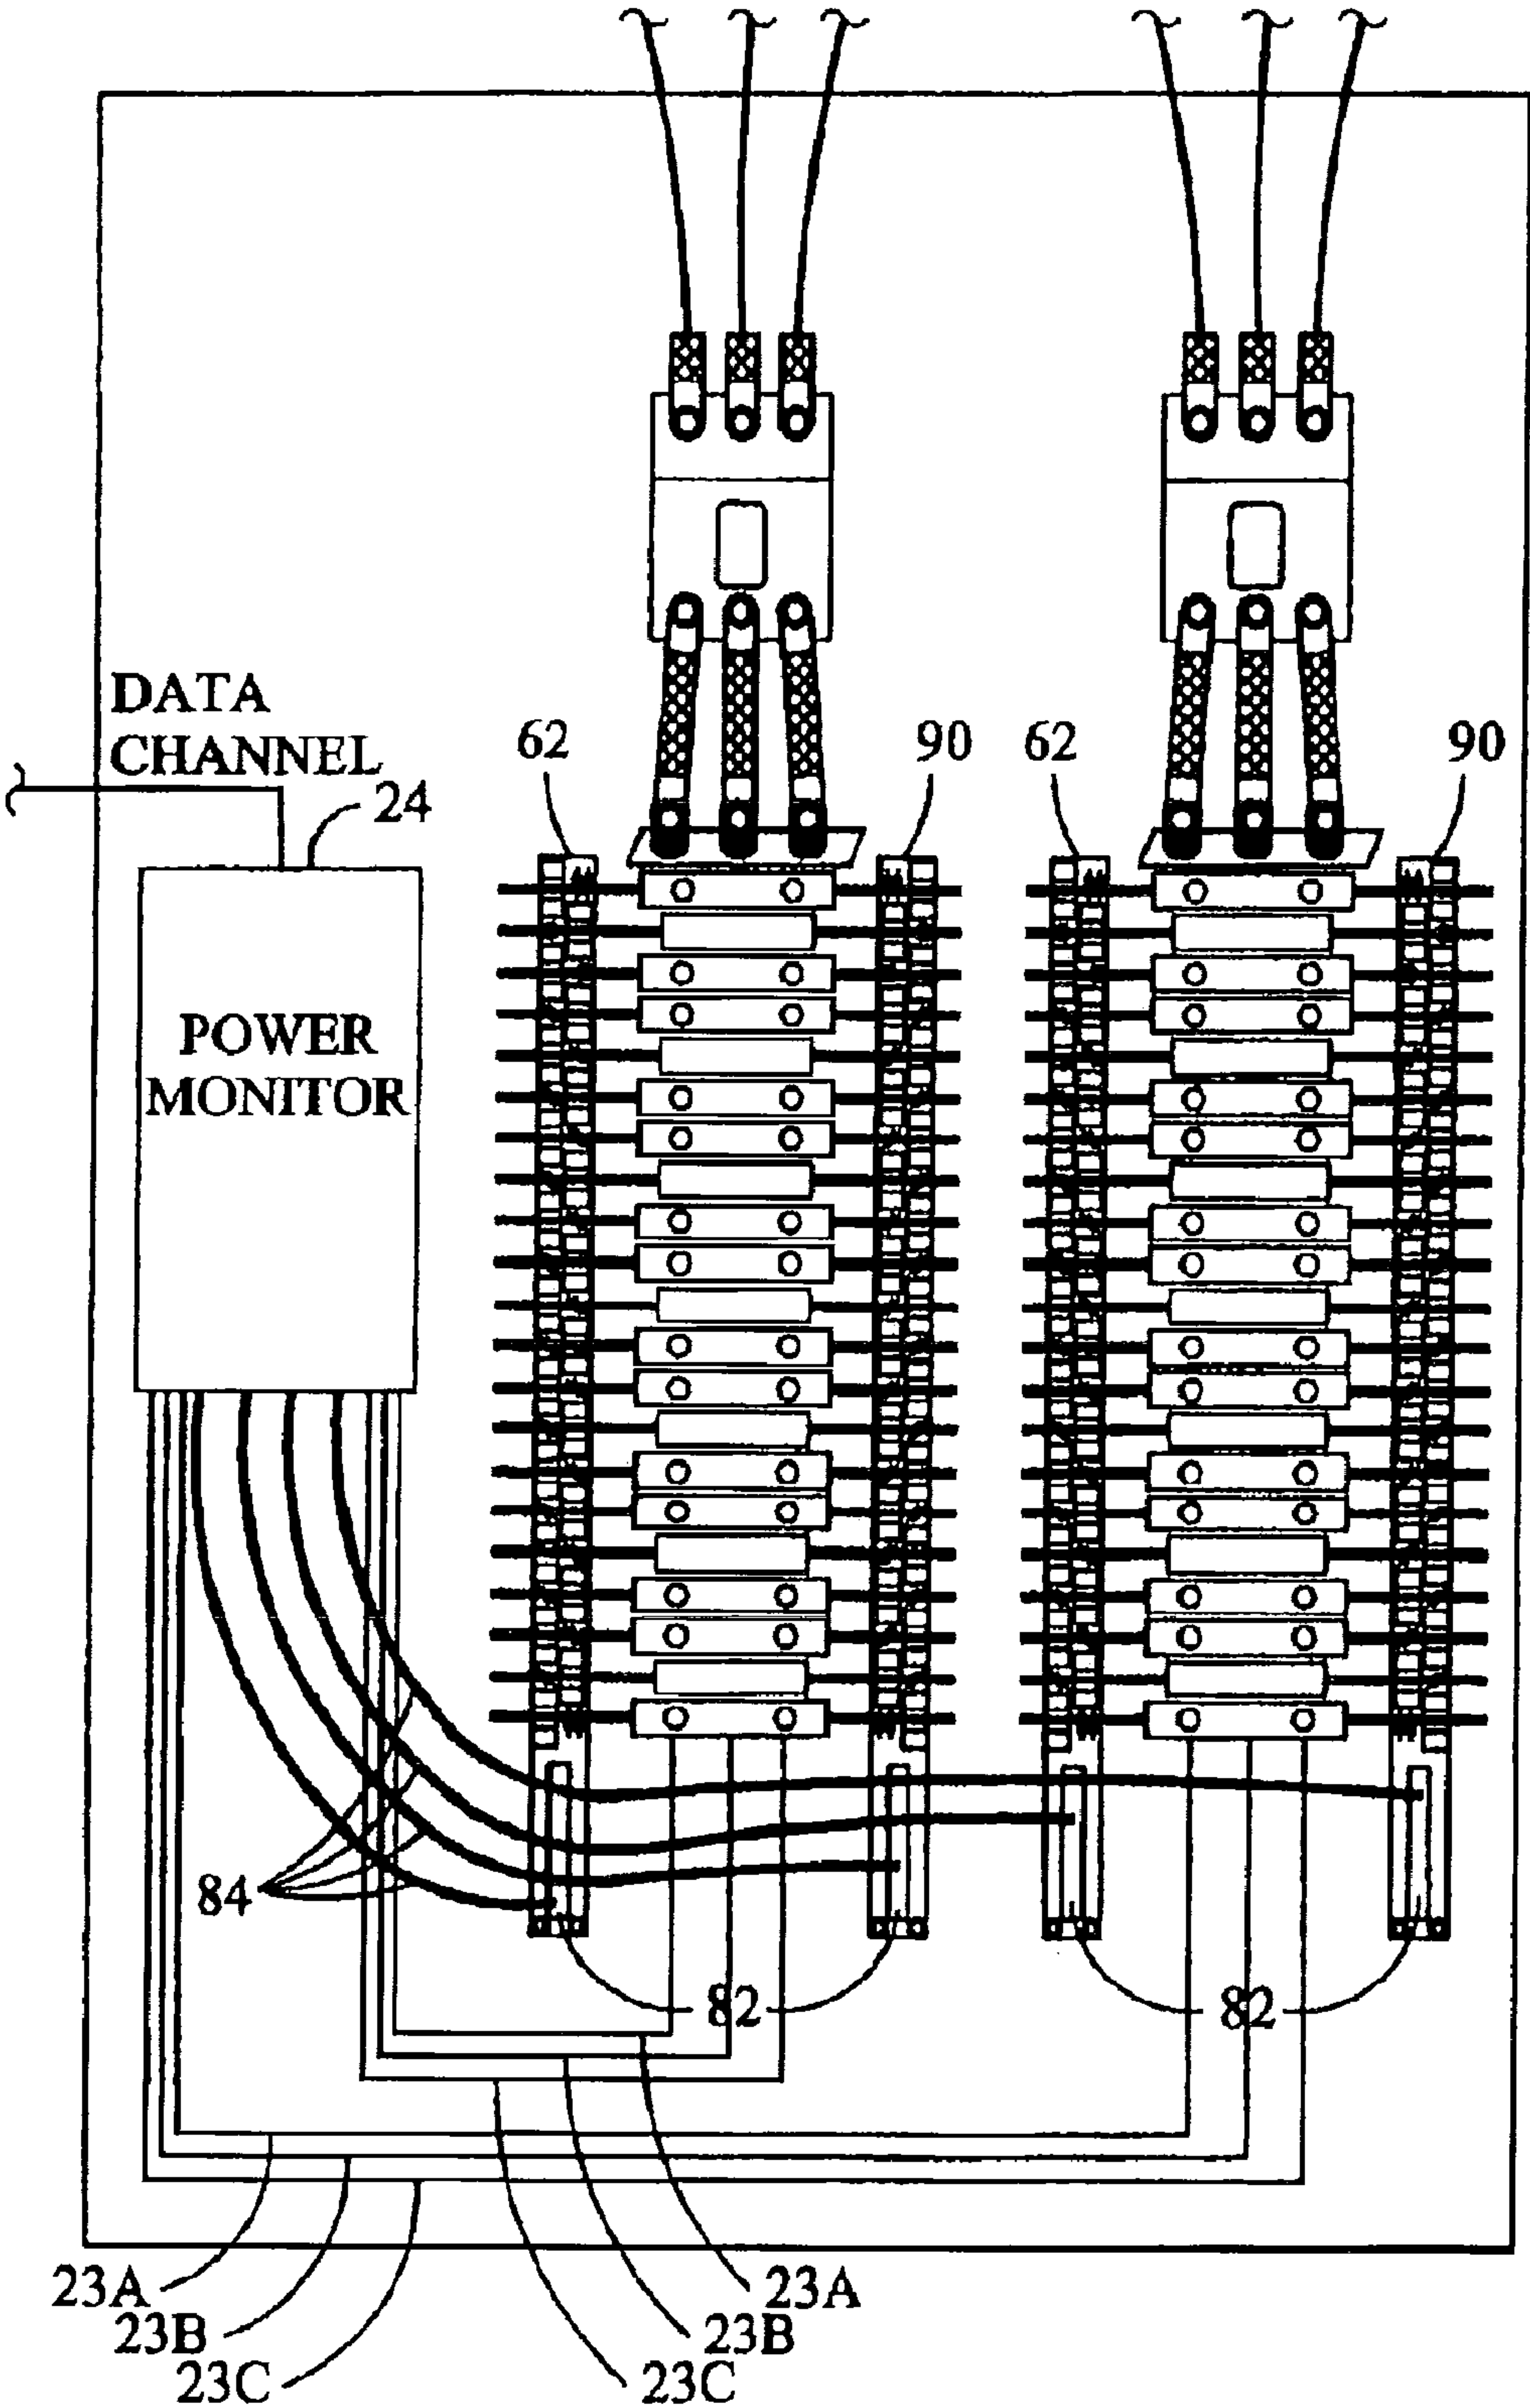 DATA
CHANNEL
24
62
90
62
90
POWER
MONITOR
84
82
82
23A
23B
23C
23A
23B
23C